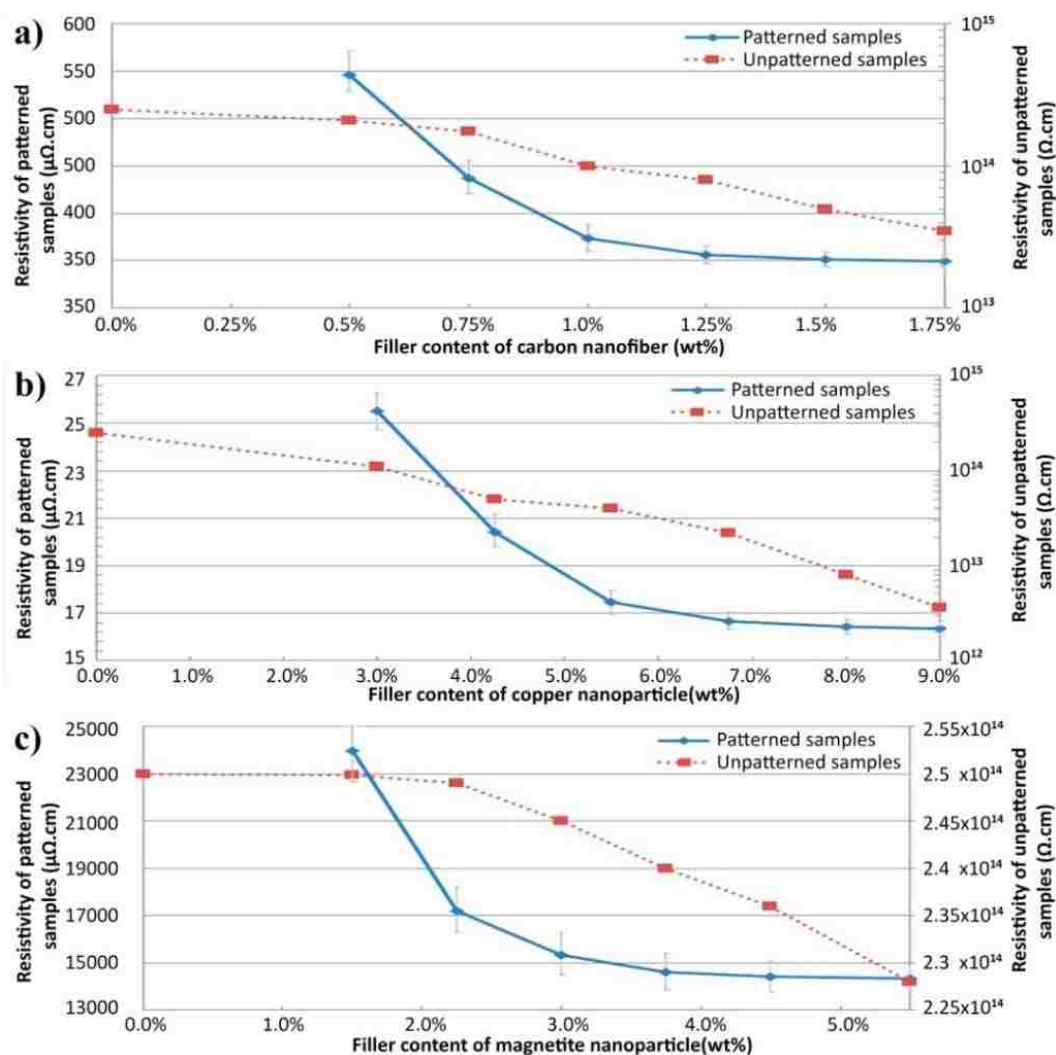 a)
600
550
500
500
400
350
350
Resistivity of patterned
samples (μΩ.cm)
10¹⁵
10¹⁴
10¹³
Resistivity of unpatterned
samples (Ω.cm)
Patterned samples
Unpatterned samples
0.0% 0.25% 0.5% 0.75% 1.0% 1.25% 1.5% 1.75%
Filler content of carbon nanofiber (wt%)
b)
27
25
23
21
19
17
15
Resistivity of patterned
samples (μΩ.cm)
10¹⁵
10¹⁴
10¹³
10¹²
Resistivity of unpatterned
samples (Ω.cm)
Patterned samples
Unpatterned samples
0.0% 1.0% 2.0% 3.0% 4.0% 5.0% 6.0% 7.0% 8.0% 9.0%
Filler content of copper nanoparticle(wt%)
c)
25000
23000
21000
19000
17000
15000
13000
Resistivity of patterned
samples (μΩ.cm)
2.55x10¹⁴
2.5 x10¹⁴
2.45x10¹⁴
2.4 x10¹⁴
2.35x10¹⁴
2.3 x10¹⁴
2.25x10¹⁴
Resistivity of unpatterned
samples (Ω.cm)
Patterned samples
Unpatterned samples
0.0% 1.0% 2.0% 3.0% 4.0% 5.0%
Filler content of magnetite nanoparticle(wt%)